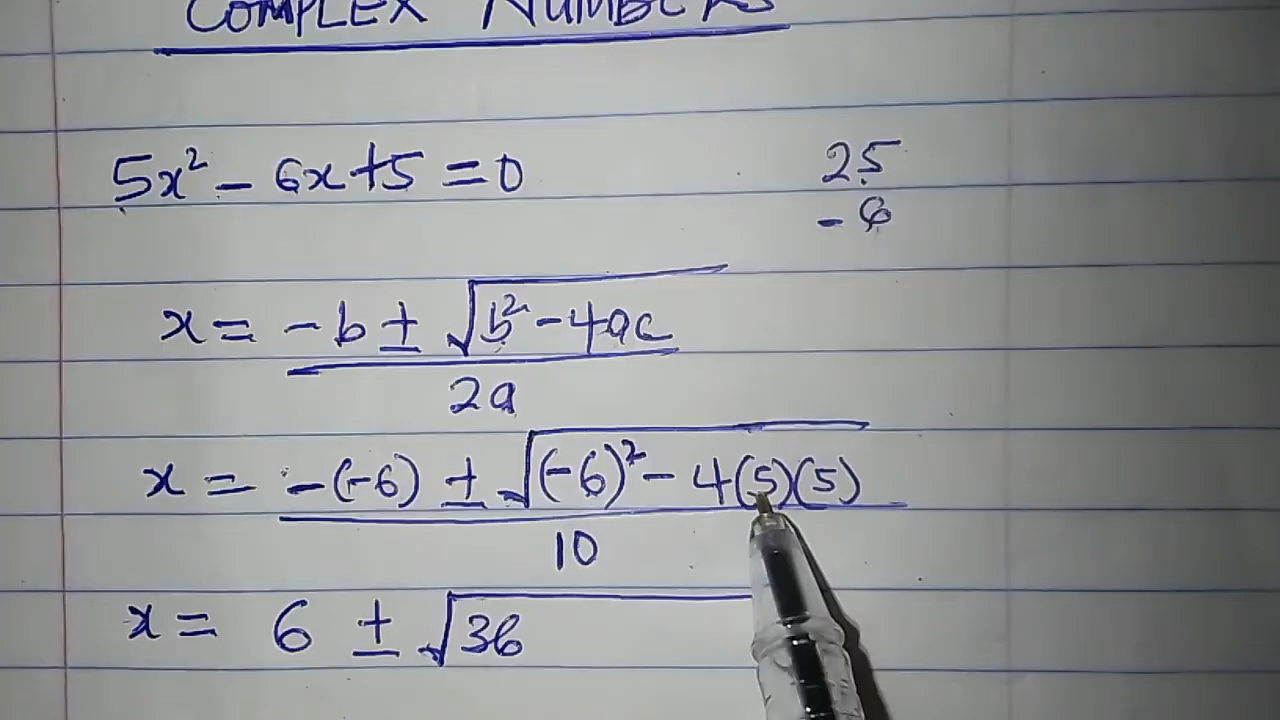 COMPLEX NUMBERS
5x² - 6x + 5 = 0
25
- 6
x = -b ± √b² - 4ac
2a
x = -(-6) ± √(-6)² - 4(5)(5)
10
x = 6 ± √36